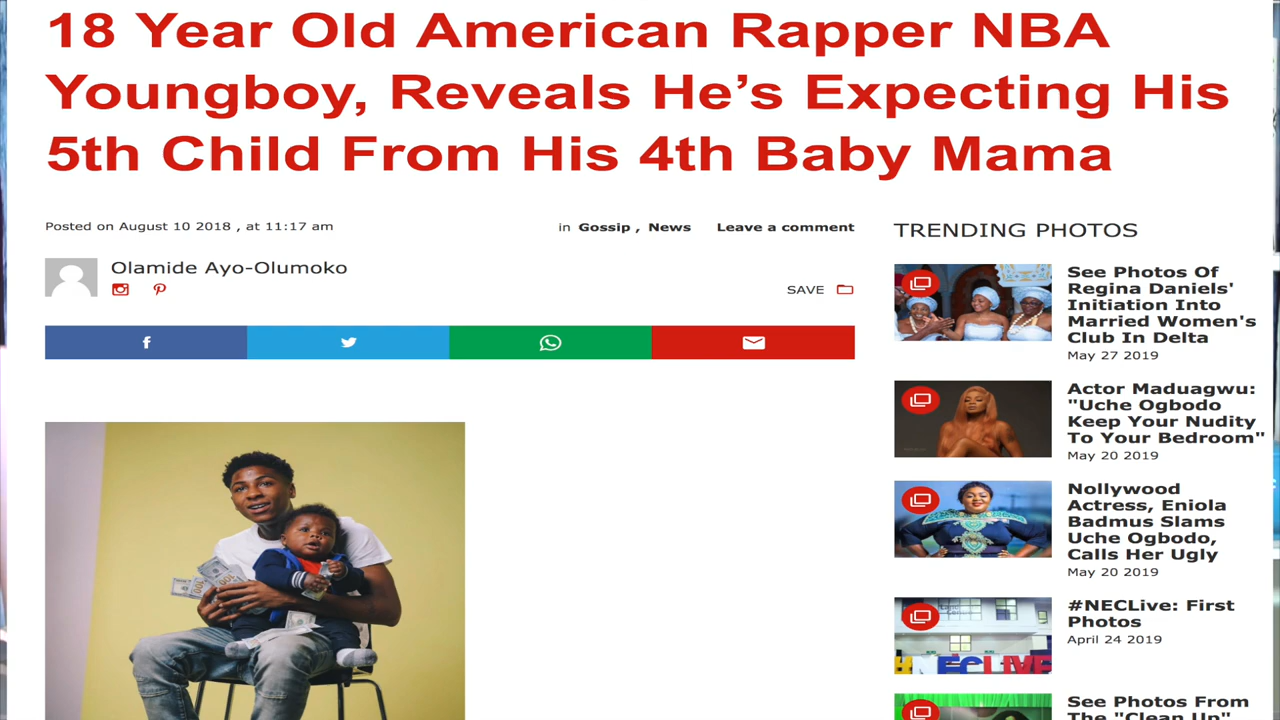 18 Year Old American Rapper NBA
Youngboy, Reveals He’s Expecting His
5th Child From His 4th Baby Mama
Posted on August 10 2018 , at 11:17 am
in Gossip , News
Leave a comment
Olamide Ayo-Olumoko
SAVE
TRENDING PHOTOS
See Photos Of
Regina Daniels'
Initiation Into
Married Women's
Club In Delta
May 27 2019
Actor Maduagwu:
"Uche Ogbodo
Keep Your Nudity
To Your Bedroom"
May 20 2019
Nollywood
Actress, Eniola
Badmus Slams
Uche Ogbodo,
Calls Her Ugly
May 20 2019
#NECLive: First
Photos
April 24 2019
See Photos From
The "Clean Up"